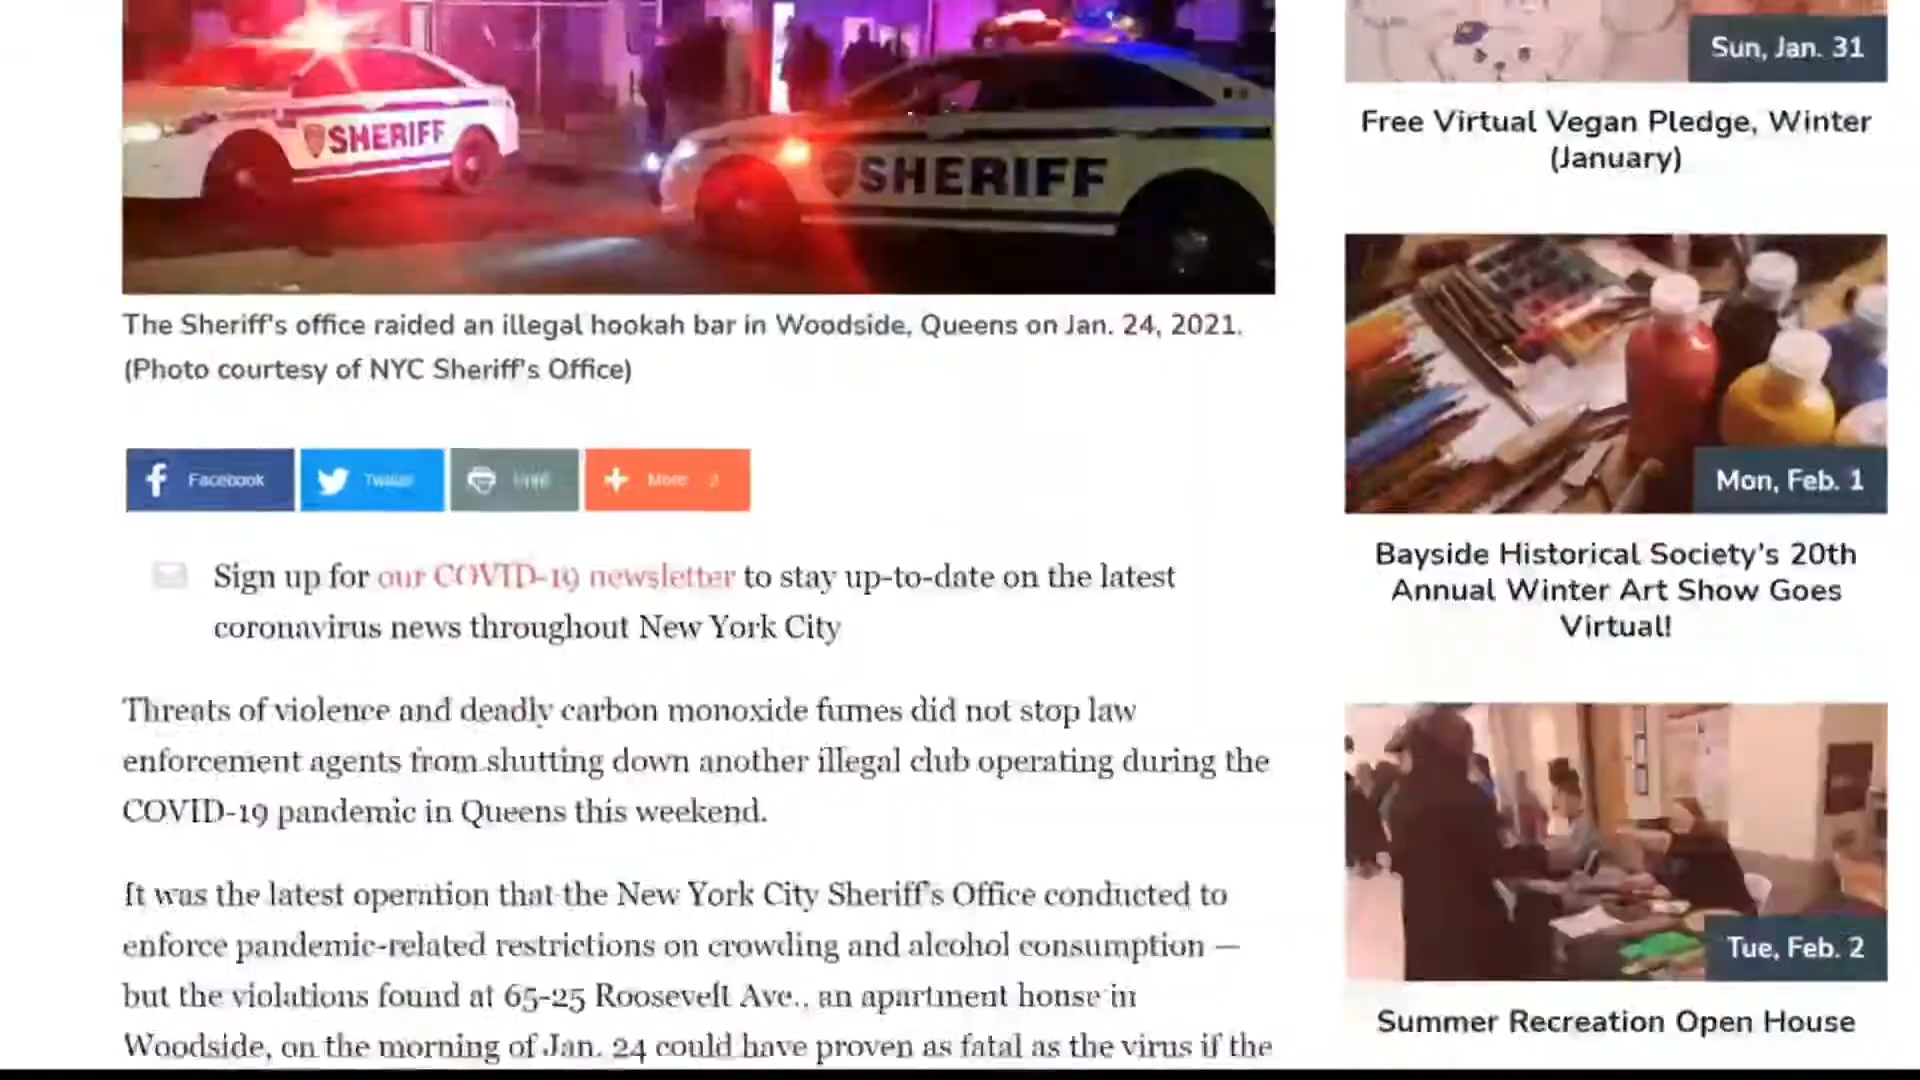 SHERIFF
SHERIFF
The Sheriff's office raided an illegal hookah bar in Woodside, Queens on Jan. 24, 2021.
(Photo courtesy of NYC Sheriff's Office)
Facebook
Twitter
Print
More 3
Sign up for our COVID-19 newsletter to stay up-to-date on the latest
coronavirus news throughout New York City
Threats of violence and deadly carbon monoxide fumes did not stop law
enforcement agents from shutting down another illegal club operating during the
COVID-19 pandemic in Queens this weekend.
It was the latest operation that the New York City Sheriff's Office conducted to
enforce pandemic-related restrictions on crowding and alcohol consumption —
but the violations found at 65-25 Roosevelt Ave., an apartment house in
Woodside, on the morning of Jan. 24 could have proven as fatal as the virus if the
Sun, Jan. 31
Free Virtual Vegan Pledge, Winter
(January)
Mon, Feb. 1
Bayside Historical Society's 20th
Annual Winter Art Show Goes
Virtual!
Tue, Feb. 2
Summer Recreation Open House